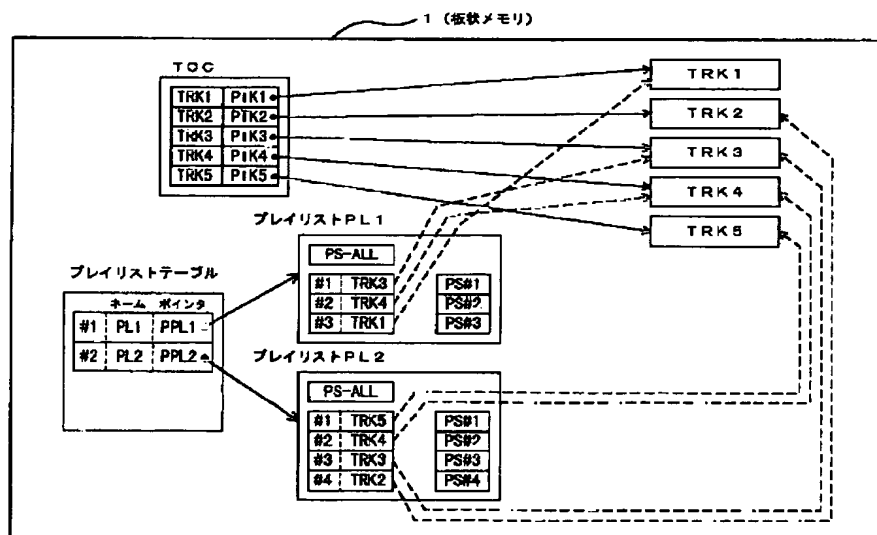 1 (板状メモリ)
TOC
TRK1 PTK1
TRK2 PTK2
TRK3 PTK3
TRK4 PTK4
TRK5 PTK5
TRK1
TRK2
TRK3
TRK4
TRK5
プレイリストPL1
PS-ALL
#1 TRK3 PS#1
#2 TRK4 PS#2
#3 TRK1 PS#3
プレイリストテーブル
ネーム ポインタ
#1 PL1 PPL1
#2 PL2 PPL2
プレイリストPL2
PS-ALL
#1 TRK5 PS#1
#2 TRK4 PS#2
#3 TRK3 PS#3
#4 TRK2 PS#4